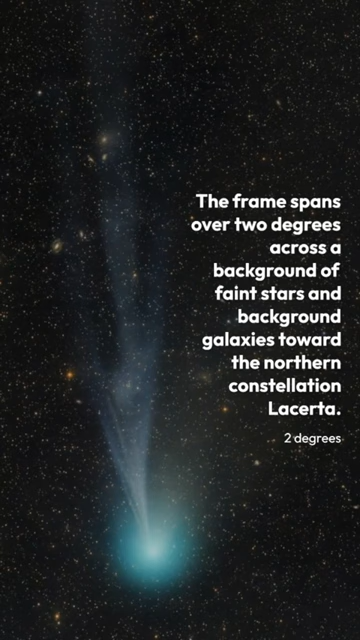 The frame spans
over two degrees
across a
background of
faint stars and
background
galaxies toward
the northern
constellation
Lacerta.
2 degrees